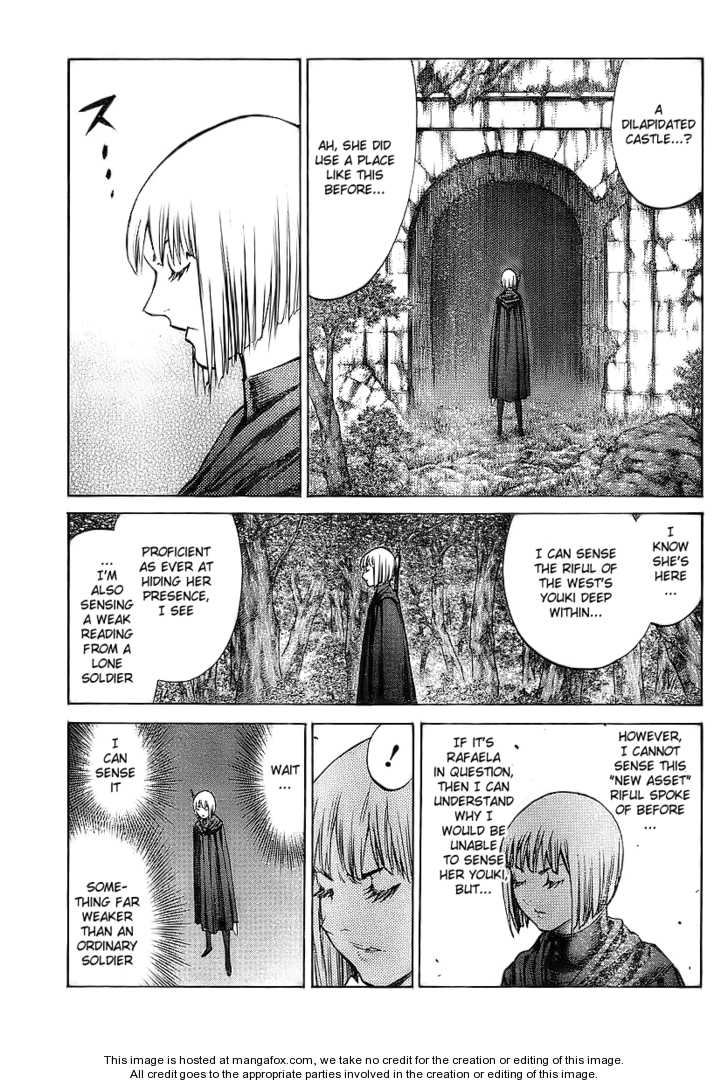 A
DILAPIDATED
CASTLE...?
AH, SHE DID
USE A PLACE
LIKE THIS
BEFORE...
ス...
I
KNOW
SHE'S
HERE
...
I CAN SENSE
THE RIFUL OF
THE WEST'S
YOUKI DEEP
WITHIN...
PROFICIENT
AS EVER AT
HIDING HER
PRESENCE,
I SEE
...
I'M
ALSO
SENSING
A WEAK
READING
FROM A
LONE
SOLDIER
HOWEVER,
I CANNOT
SENSE THIS
"NEW ASSET"
RIFUL SPOKE
OF BEFORE
...
IF IT'S
RAFAELA
IN QUESTION,
THEN I CAN
UNDERSTAND
WHY I
WOULD BE
UNABLE
TO SENSE
HER YOUKI,
BUT...
!
WAIT
...
I
CAN
SENSE
IT
SOME-
THING FAR
WEAKER
THAN AN
ORDINARY
SOLDIER
This image is hosted at mangafox.com, we take no credit for the creation or editing of this image.
All credit goes to the appropriate parties involved in the creation or editing of this image.